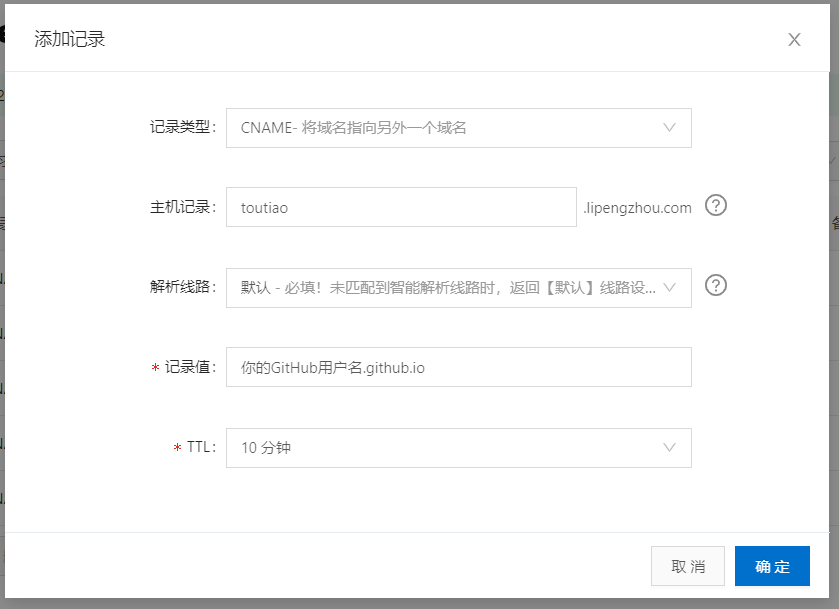 添加记录
记录类型: CNAME- 将域名指向另外一个域名
主机记录: toutiao .lipengzhou.com ?
解析线路: 默认 - 必填！未匹配到智能解析线路时，返回【默认】线路设... ?
* 记录值: 你的GitHub用户名.github.io
* TTL: 10 分钟
取 消 确 定